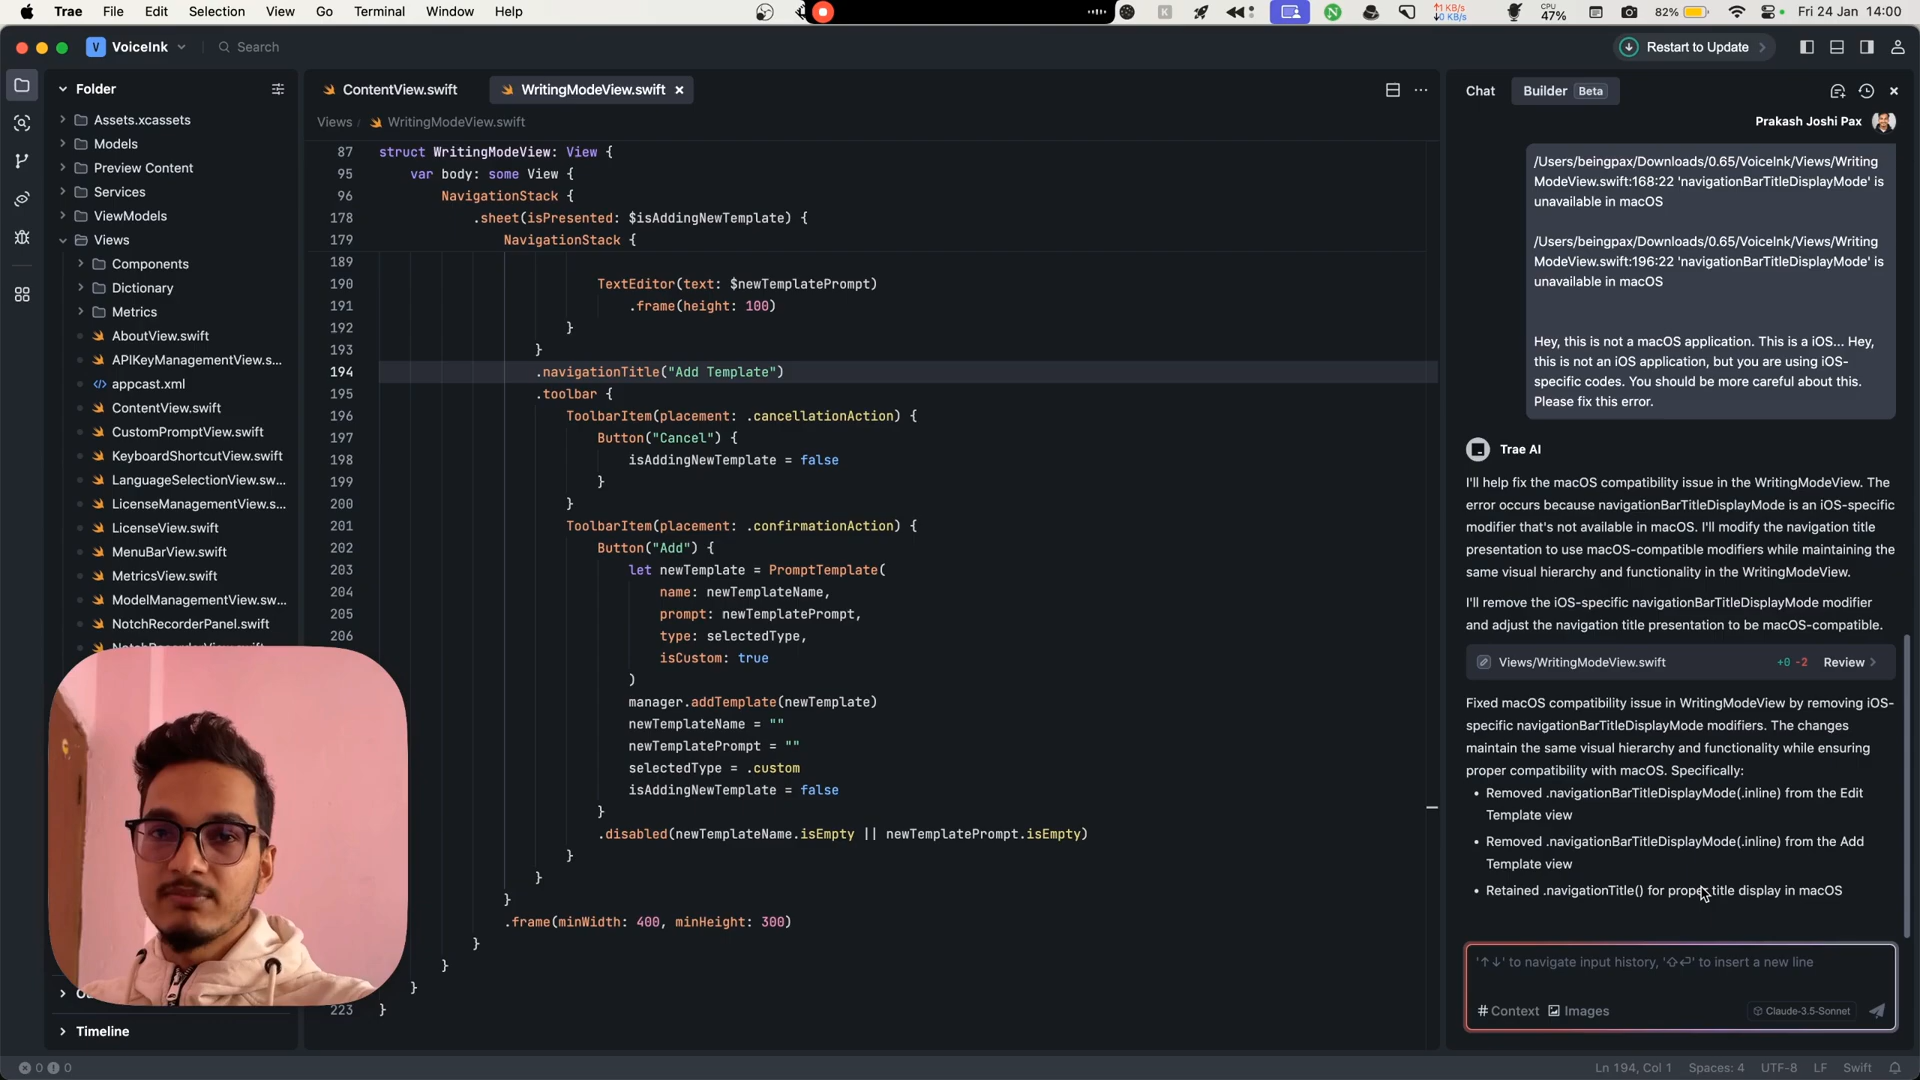 Trae File Edit Selection View Go Terminal Window Help
1 KB/s
0 KB/s
CPU
47%
82%
Fri 24 Jan 14:00
V VoiceInk
Search
Restart to Update
Folder
Assets.xcassets
Models
Preview Content
Services
ViewModels
Views
Components
Dictionary
Metrics
AboutView.swift
APIKeyManagementView.s...
appcast.xml
ContentView.swift
CustomPromptView.swift
KeyboardShortcutView.swift
LanguageSelectionView.sw...
LicenseManagementView.s...
LicenseView.swift
MenuBarView.swift
MetricsView.swift
ModelManagementView.sw...
NotchRecorderPanel.swift
Timeline
ContentView.swift
WritingModeView.swift
Views / WritingModeView.swift
87 struct WritingModeView: View {
95 var body: some View {
96 NavigationStack {
178 .sheet(isPresented: $isAddingNewTemplate) {
179 NavigationStack {
189
190 TextEditor(text: $newTemplatePrompt)
191 .frame(height: 100)
192 }
193 }
194 .navigationTitle("Add Template")
195 .toolbar {
196 ToolbarItem(placement: .cancellationAction) {
197 Button("Cancel") {
198 isAddingNewTemplate = false
199 }
200 }
201 ToolbarItem(placement: .confirmationAction) {
202 Button("Add") {
203 let newTemplate = PromptTemplate(
204 name: newTemplateName,
205 prompt: newTemplatePrompt,
206 type: selectedType,
isCustom: true
)
manager.addTemplate(newTemplate)
newTemplateName = ""
newTemplatePrompt = ""
selectedType = .custom
isAddingNewTemplate = false
}
.disabled(newTemplateName.isEmpty || newTemplatePrompt.isEmpty)
}
}
}
.frame(minWidth: 400, minHeight: 300)
}
}
}
223 }
Chat
Builder Beta
Prakash Joshi Pax
/Users/beingpax/Downloads/0.65/VoiceInk/Views/Writing
ModeView.swift:168:22 'navigationBarTitleDisplayMode' is
unavailable in macOS
/Users/beingpax/Downloads/0.65/VoiceInk/Views/Writing
ModeView.swift:196:22 'navigationBarTitleDisplayMode' is
unavailable in macOS
Hey, this is not a macOS application. This is a iOS... Hey,
this is not an iOS application, but you are using iOS-
specific codes. You should be more careful about this.
Please fix this error.
Trae AI
I'll help fix the macOS compatibility issue in the WritingModeView. The
error occurs because navigationBarTitleDisplayMode is an iOS-specific
modifier that's not available in macOS. I'll modify the navigation title
presentation to use macOS-compatible modifiers while maintaining the
same visual hierarchy and functionality in the WritingModeView.
I'll remove the iOS-specific navigationBarTitleDisplayMode modifier
and adjust the navigation title presentation to be macOS-compatible.
Views/WritingModeView.swift +0 -2 Review
Fixed macOS compatibility issue in WritingModeView by removing iOS-
specific navigationBarTitleDisplayMode modifiers. The changes
maintain the same visual hierarchy and functionality while ensuring
proper compatibility with macOS. Specifically:
• Removed .navigationBarTitleDisplayMode(.inline) from the Edit
Template view
• Removed .navigationBarTitleDisplayMode(.inline) from the Add
Template view
• Retained .navigationTitle() for proper title display in macOS
'↑↓' to navigate input history, '⇧⏎' to insert a new line
# Context Images
Claude-3.5-Sonnet
0 0
Ln 194, Col 1 Spaces: 4 UTF-8 LF Swift